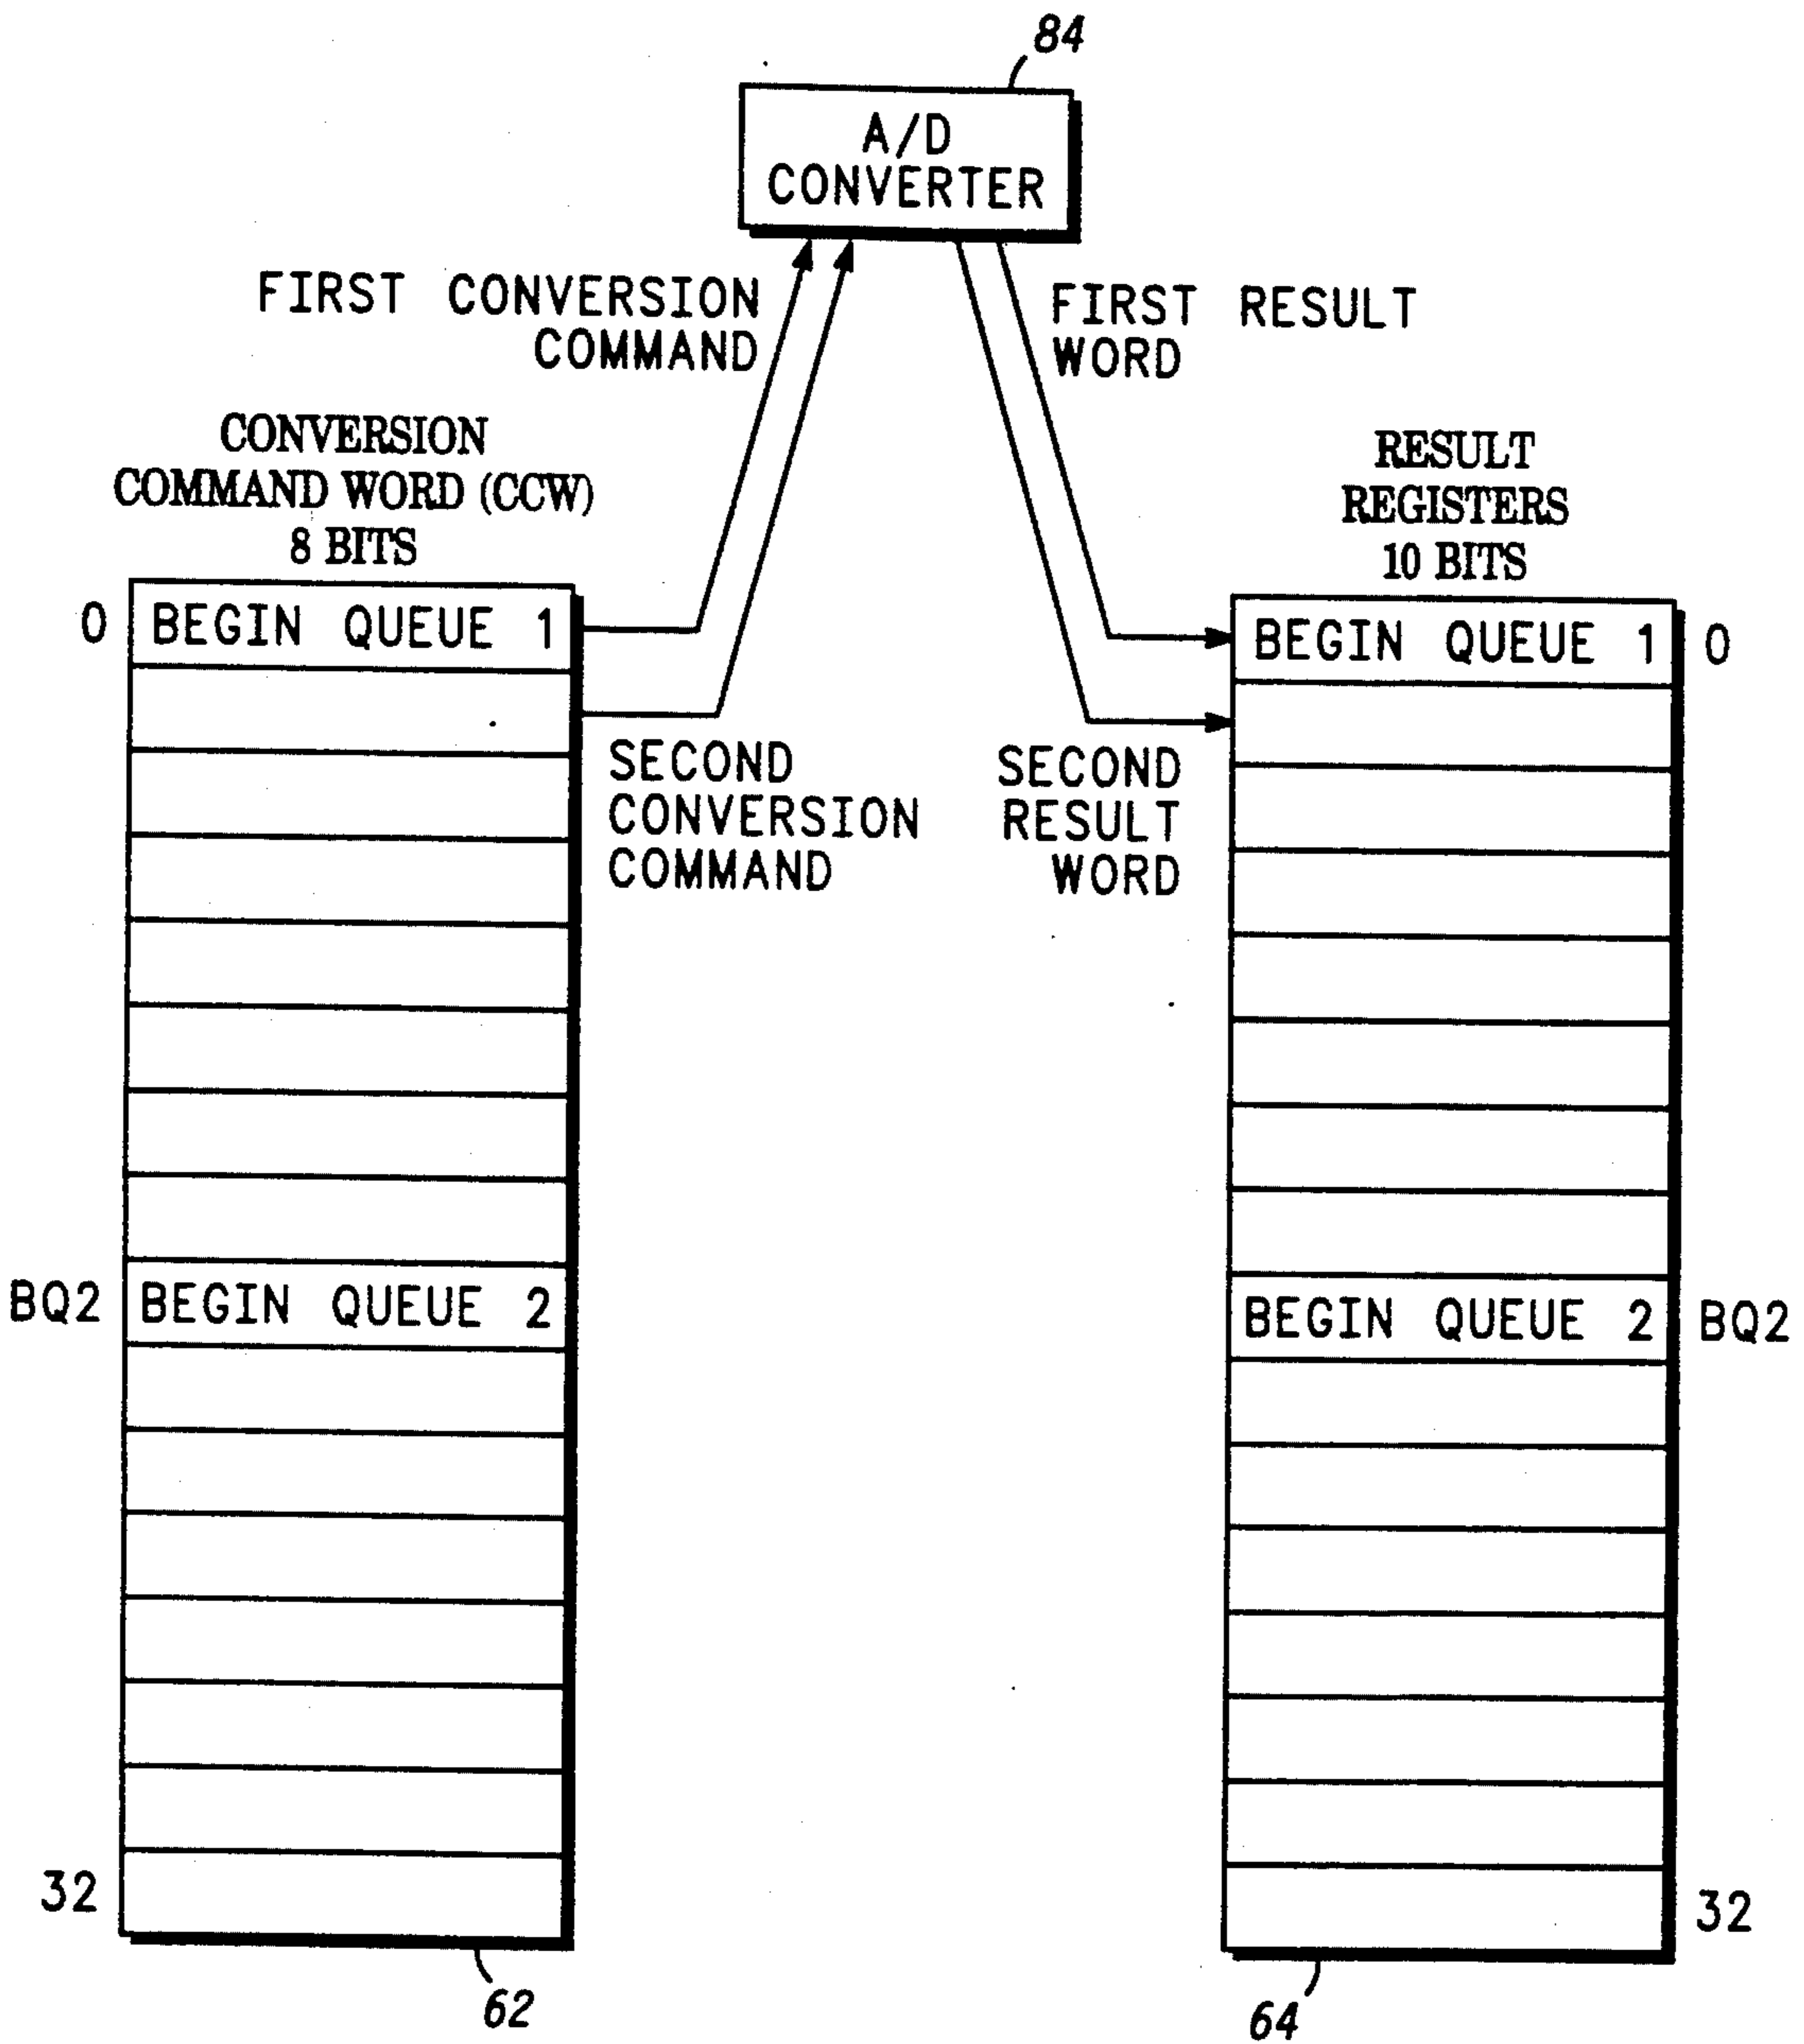 84
A/D
CONVERTER
FIRST CONVERSION
COMMAND
FIRST RESULT
WORD
CONVERSION
COMMAND WORD (CCW)
8 BITS
RESULT
REGISTERS
10 BITS
0
BEGIN QUEUE 1
BEGIN QUEUE 1
0
SECOND
CONVERSION
COMMAND
SECOND
RESULT
WORD
BQ2
BEGIN QUEUE 2
BEGIN QUEUE 2
BQ2
32
32
62
64